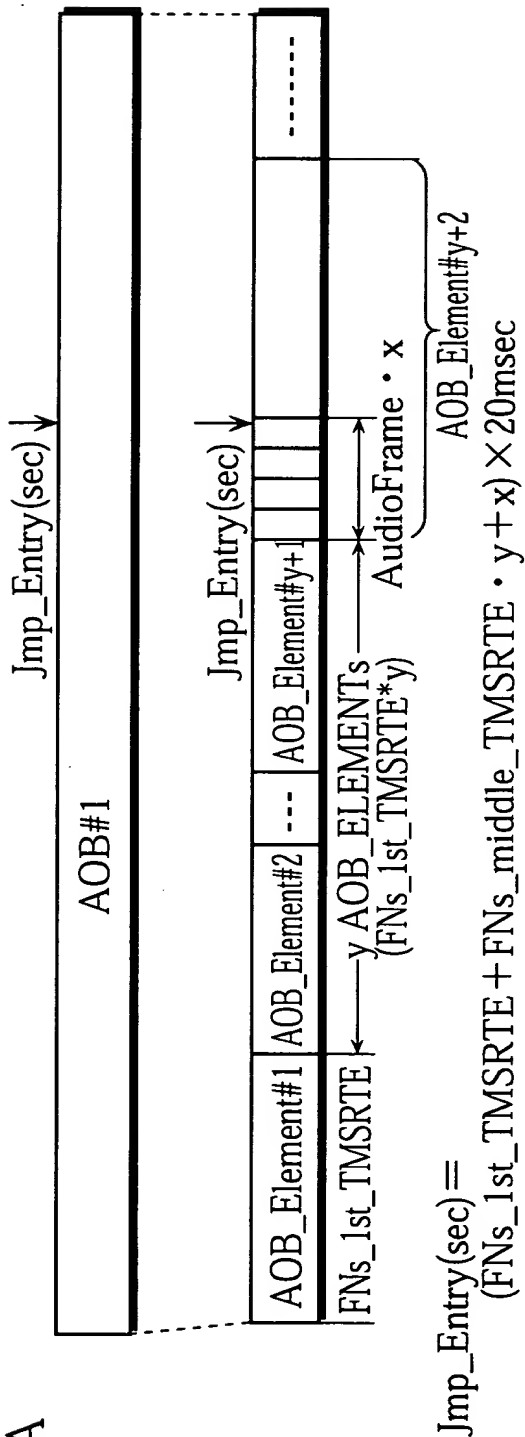 A
Jmp_Entry(sec)
AOB#1
Jmp_Entry(sec)
AOB_Element#1
AOB_Element#2
AOB_Element#y+1
FNs_1st_TMSRTE
y AOB_ELEMENTs
(FNs_1st_TMSRTE*y)
AudioFrame・x
AOB_Element#y+2
Jmp_Entry(sec)=
(FNs_1st_TMSRTE+FNs_middle_TMSRTE・y+x)×20msec